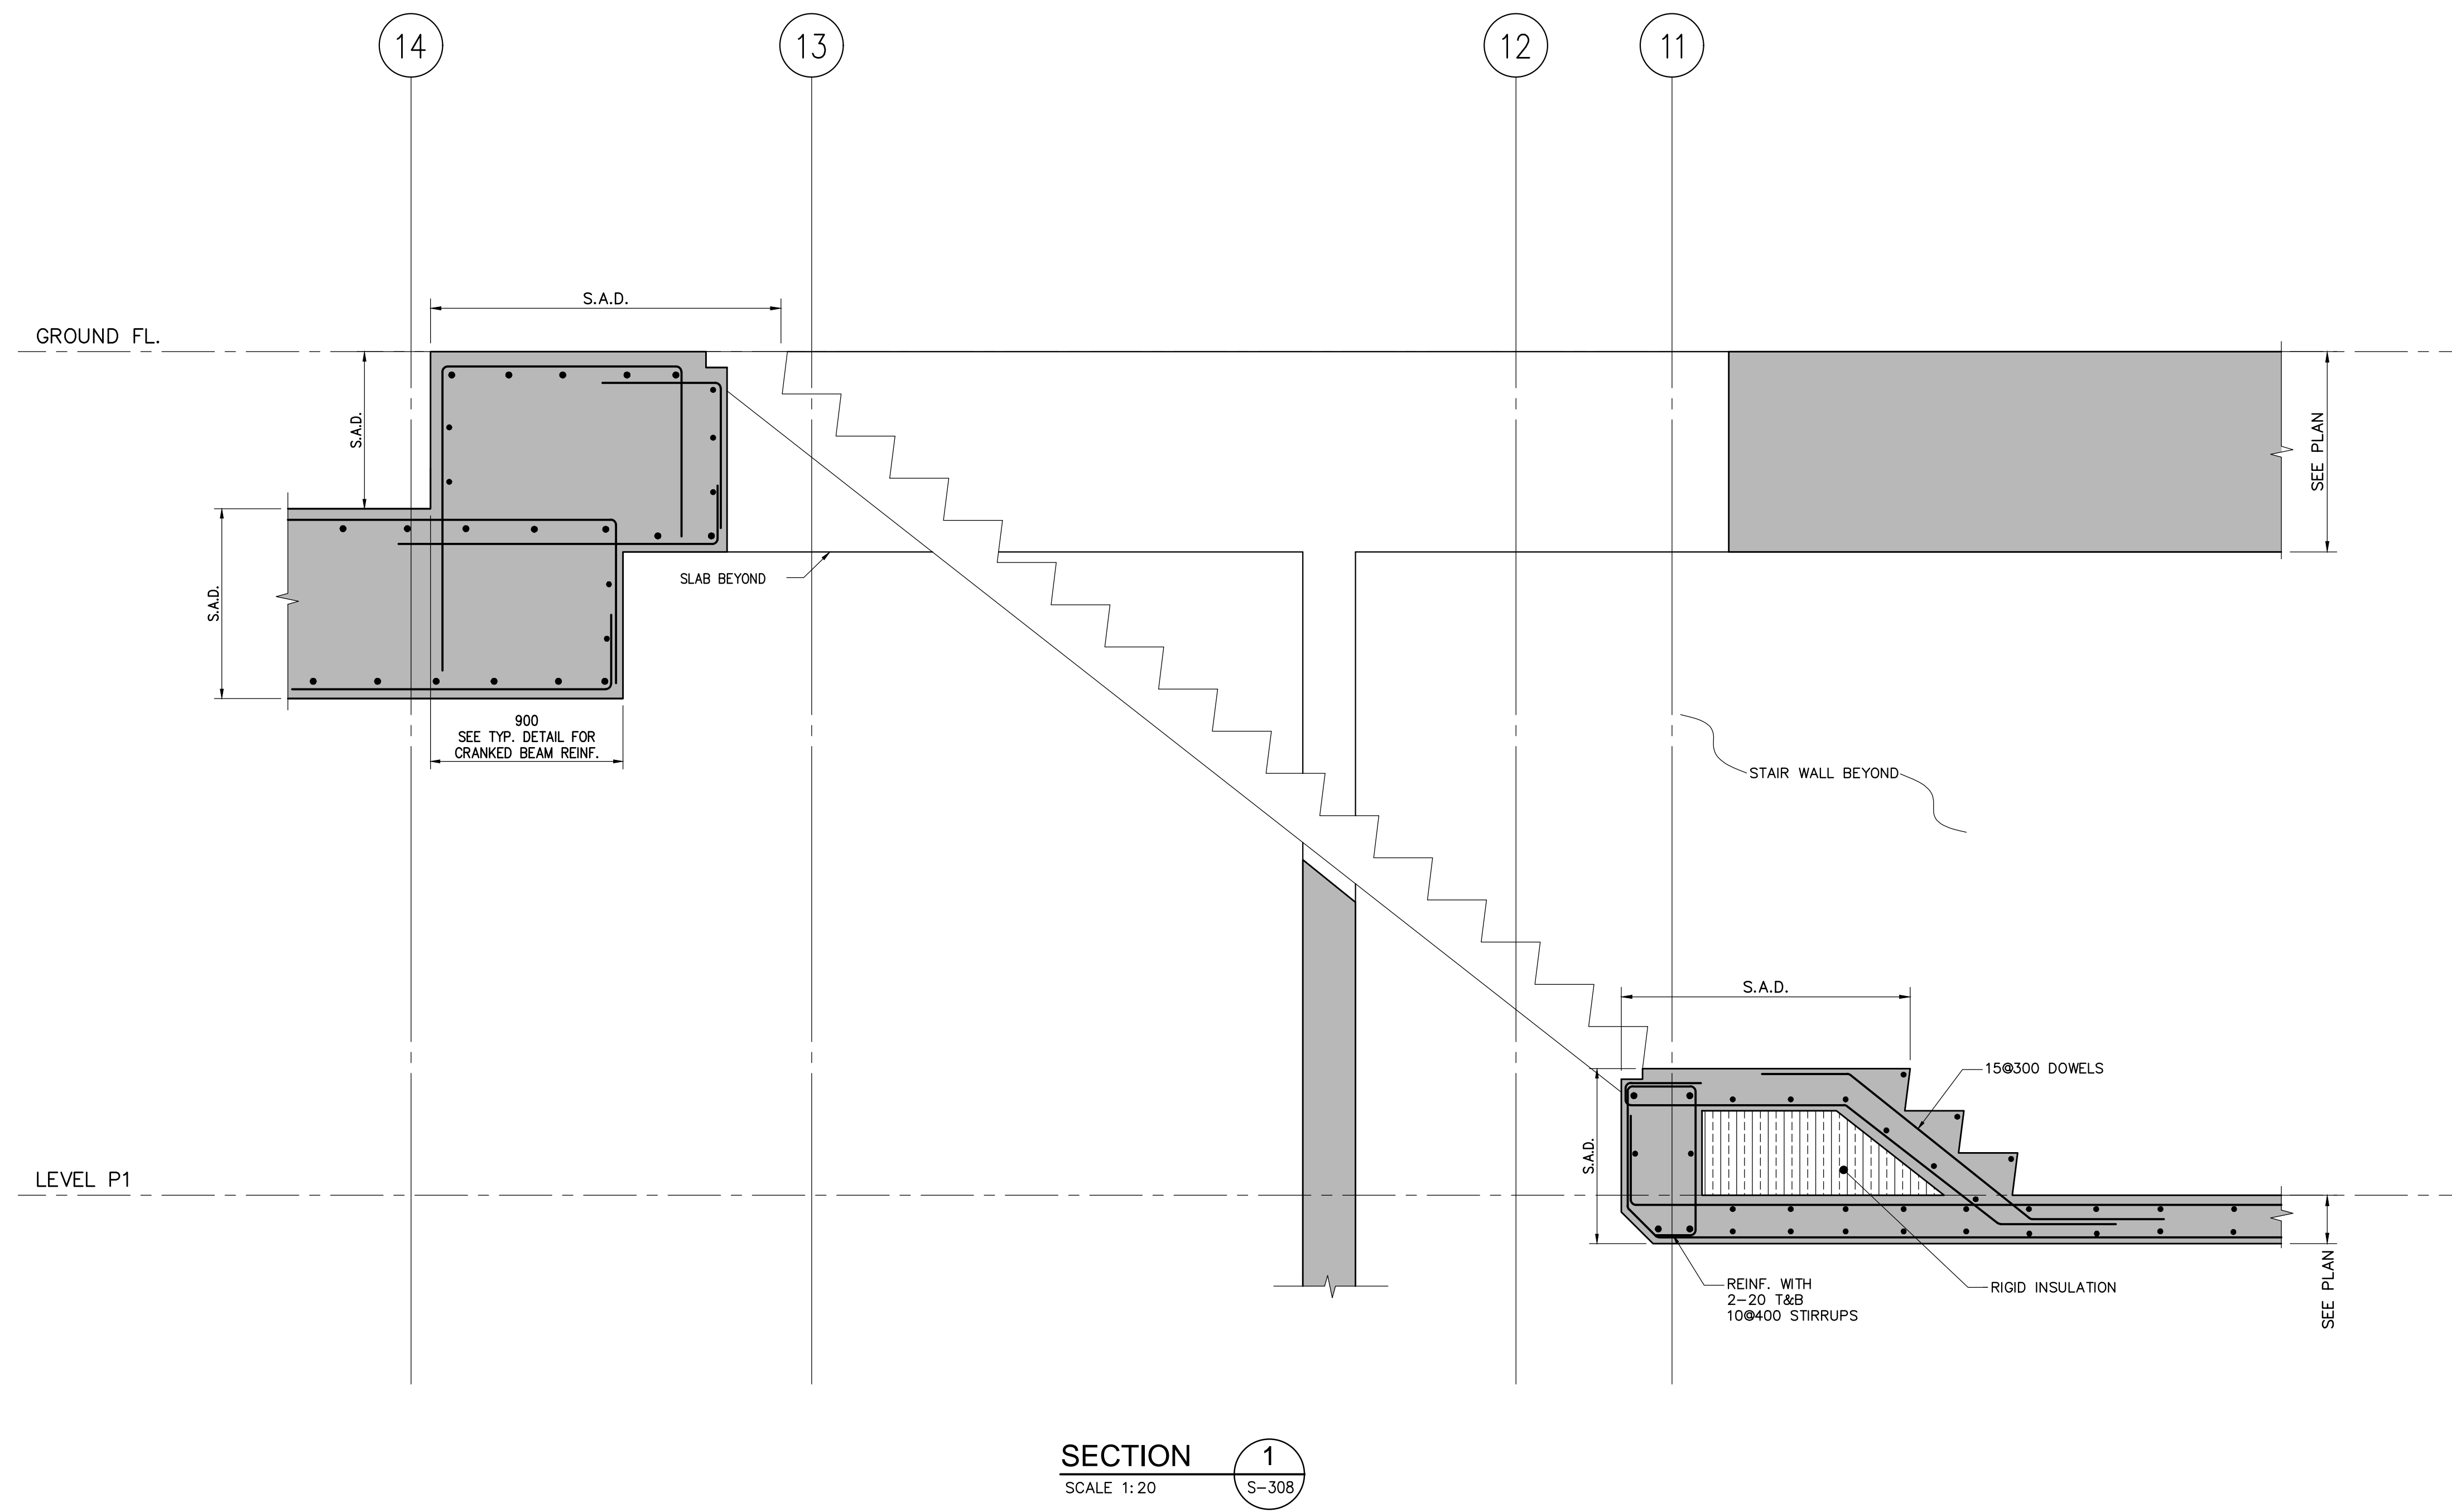 14
13
12
11
S.A.D.
GROUND FL.
S.A.D.
SEE PLAN
S.A.D.
SLAB BEYOND
900
SEE TYP. DETAIL FOR
CRANKED BEAM REINF.
STAIR WALL BEYOND
S.A.D.
15@300 DOWELS
S.A.D.
LEVEL P1
REINF. WITH
2-20 T&B
10@400 STIRRUPS
RIGID INSULATION
SEE PLAN
SECTION
1
SCALE 1:20
S-308